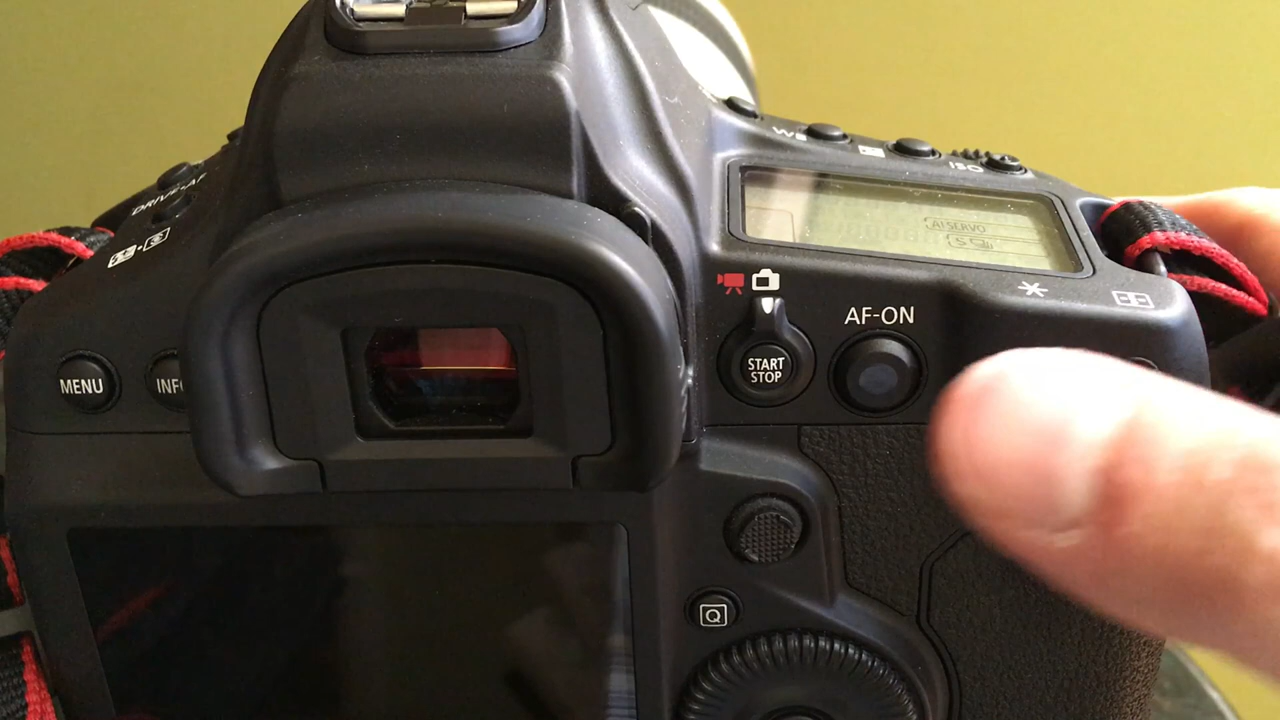 WB
ISO
DRIVE•AF
AI SERVO
S
AF-ON
MENU
INFO
START
STOP
Q